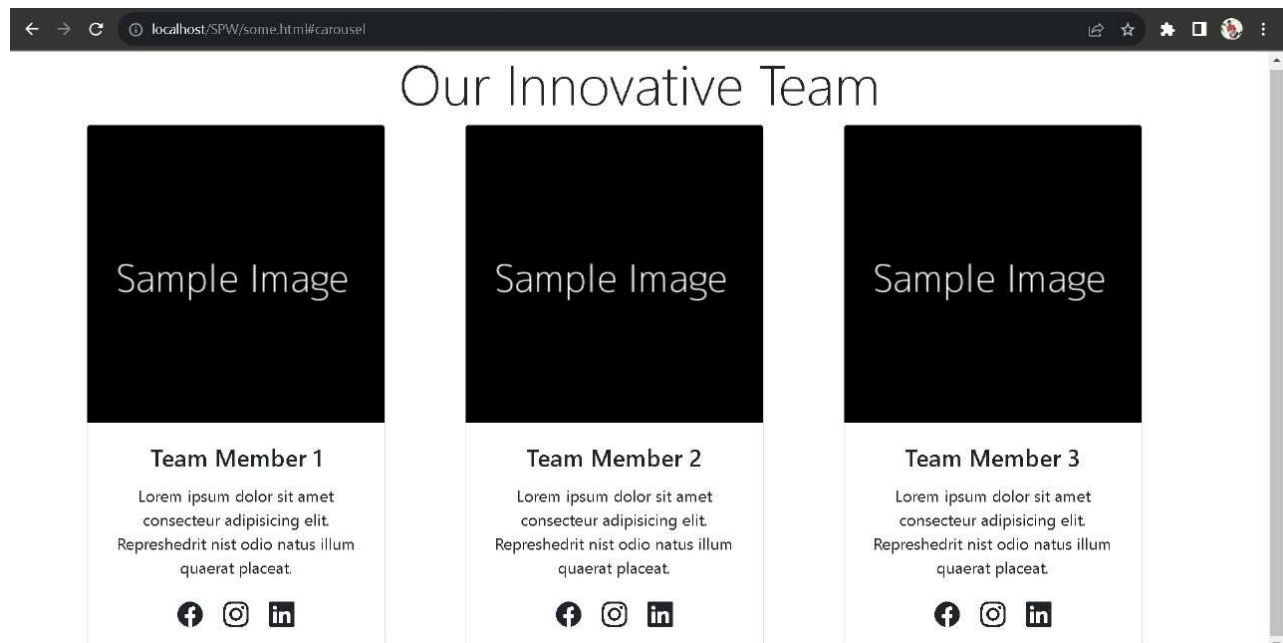 localhost/SPW/some.html#carousel
Our Innovative Team
Sample Image
Sample Image
Sample Image
Team Member 1
Lorem ipsum dolor sit amet
consecteur adipisicing elit.
Represhedrit nist odio natus illum
quaerat placeat.
Team Member 2
Lorem ipsum dolor sit amet
consecteur adipisicing elit.
Represhedrit nist odio natus illum
quaerat placeat.
Team Member 3
Lorem ipsum dolor sit amet
consecteur adipisicing elit.
Represhedrit nist odio natus illum
quaerat placeat.